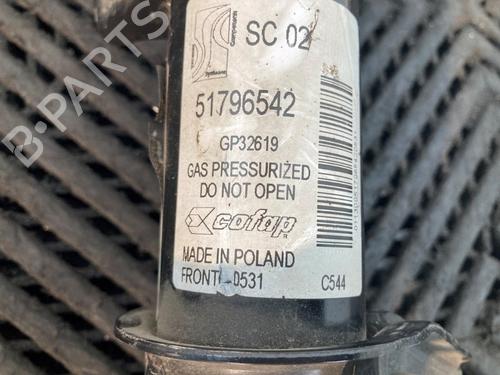 SC 02
51796542
GP32619
GAS PRESSURIZED
DO NOT OPEN
cofap
MADE IN POLAND
FRONT 0531 C544
B-PARTS